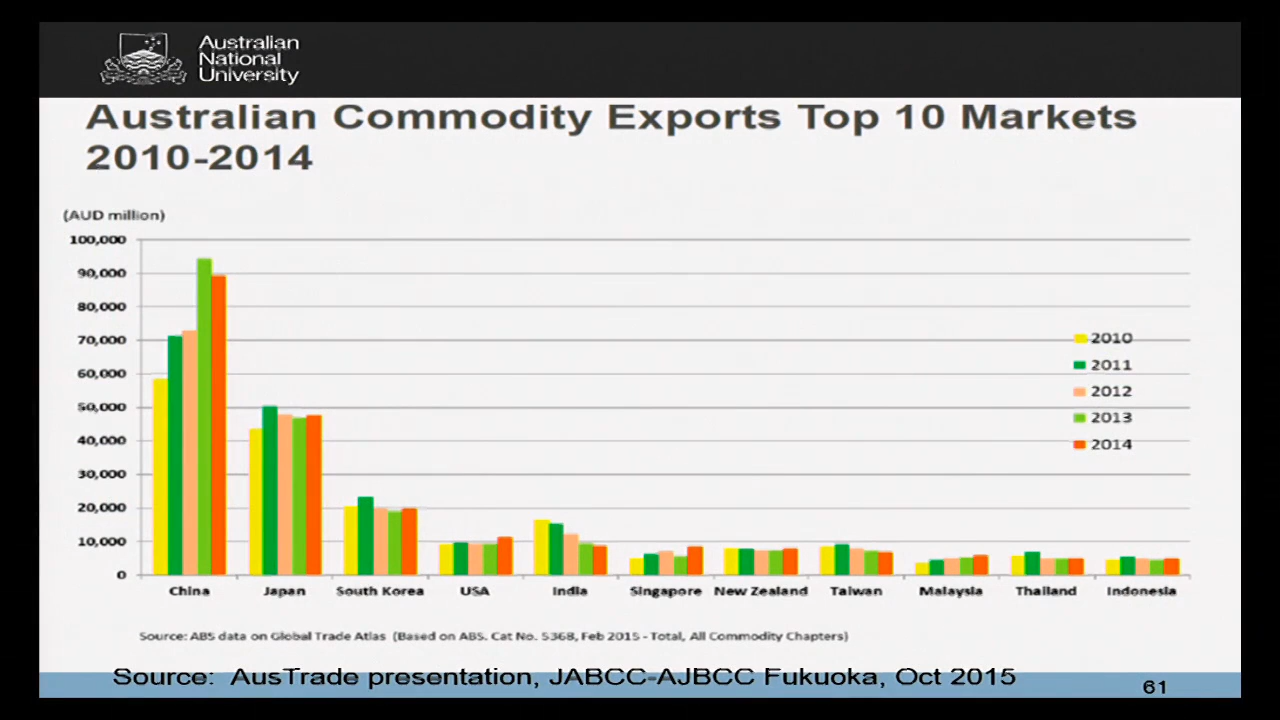 Australian
National
University
Australian Commodity Exports Top 10 Markets
2010-2014
(AUD million)
100,000
90,000
80,000
70,000
60,000
50,000
40,000
30,000
20,000
10,000
0
2010
2011
2012
2013
2014
China Japan South Korea USA India Singapore New Zealand Taiwan Malaysia Thailand Indonesia
Source: ABS data on Global Trade Atlas (Based on ABS. Cat No. 5368, Feb 2015 - Total, All Commodity Chapters)
Source: AusTrade presentation, JABCC-AJBCC Fukuoka, Oct 2015
61